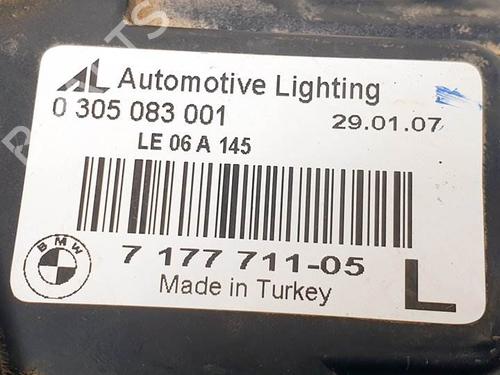 AL Automotive Lighting
0 305 083 001
29.01.07
LE 06 A 145
BMW
7 177 711-05
Made in Turkey
L